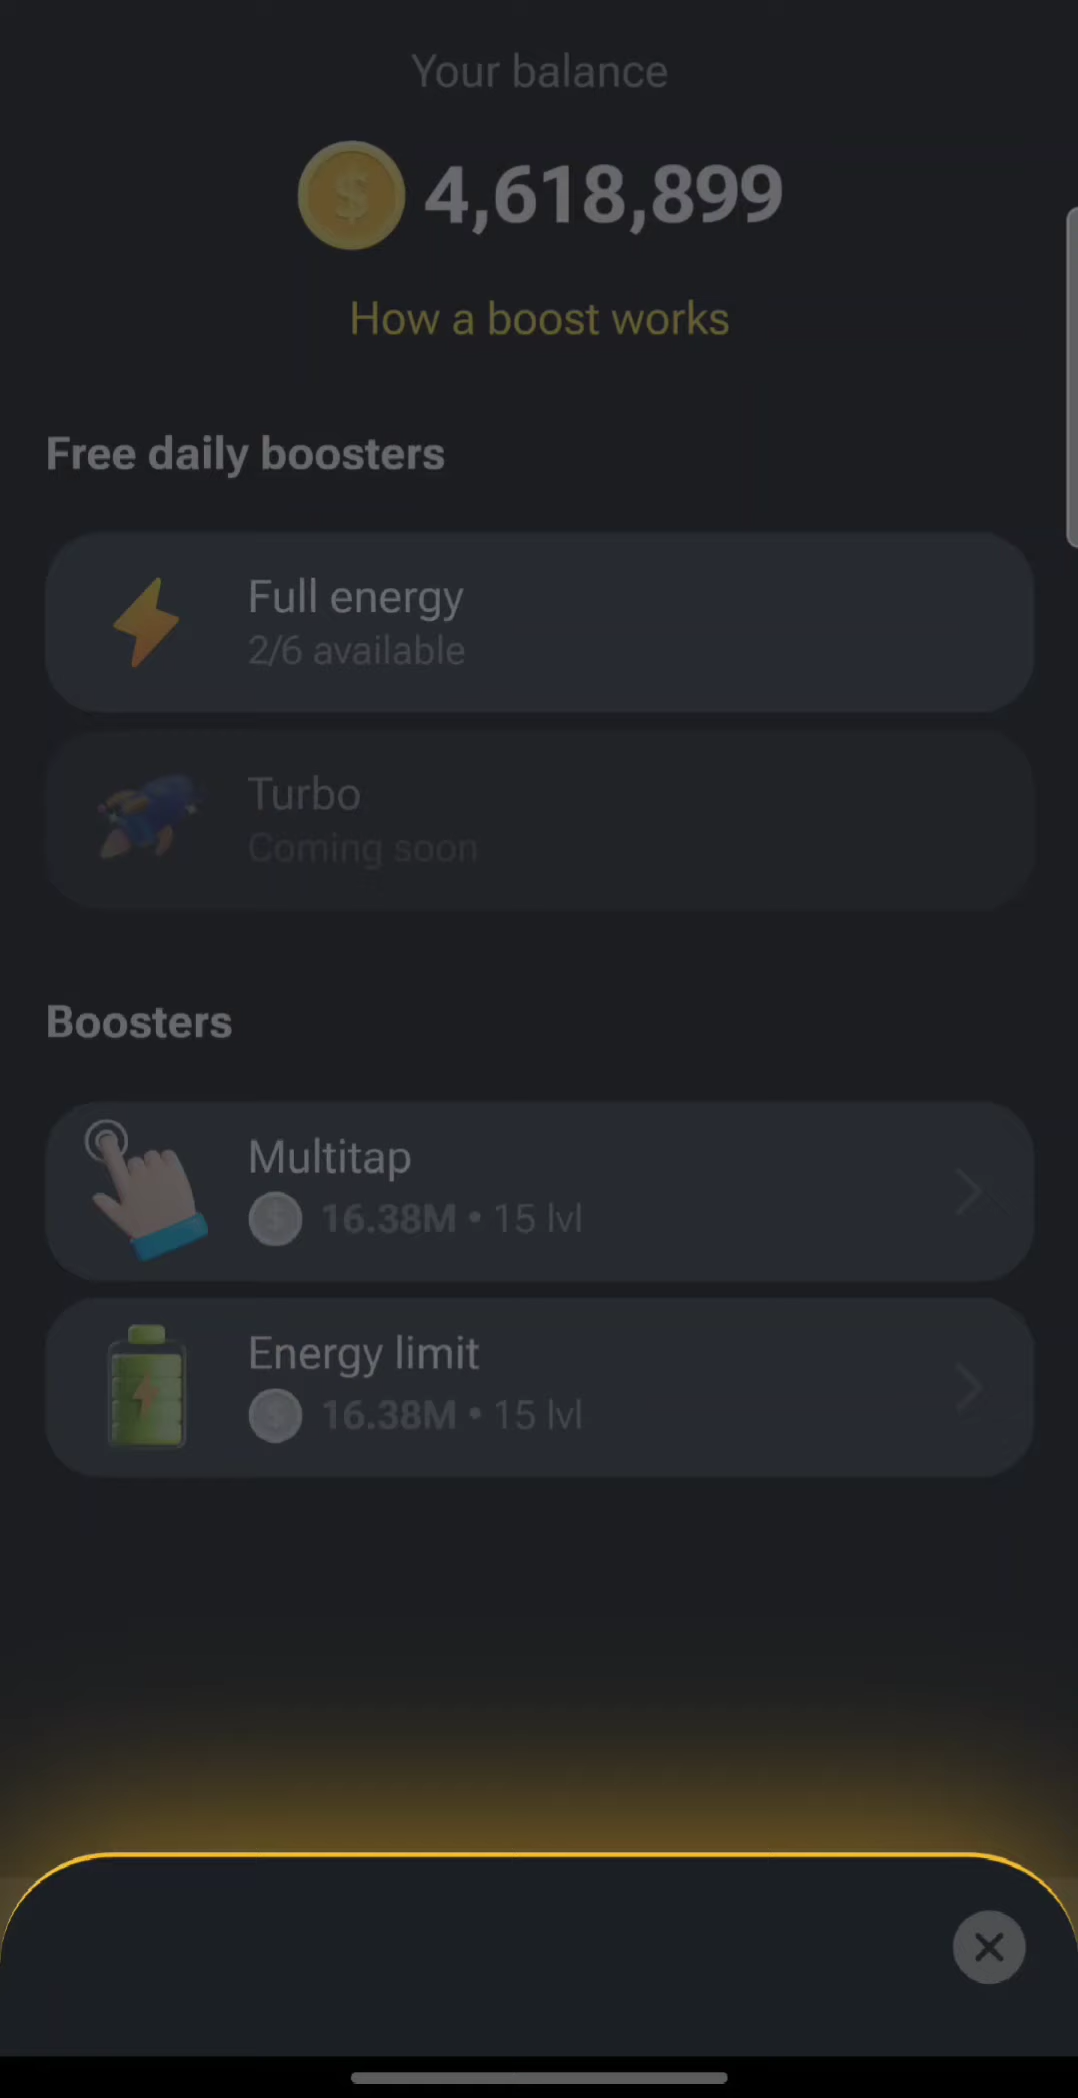 Your balance
4,618,899
How a boost works
Free daily boosters
Full energy
2/6 available
Turbo
Coming soon
Boosters
Multitap
16.38M • 15 lvl
Energy limit
16.38M • 15 lvl